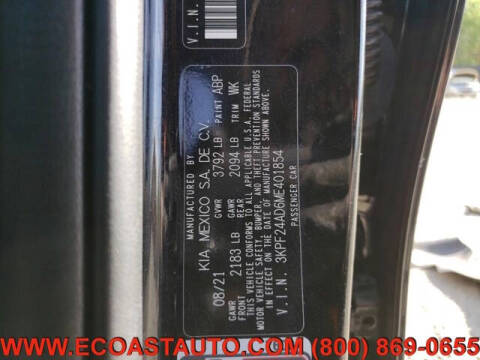 MANUFACTURED BY
KIA MEXICO S.A. DE C.V.
08/21 GVWR 3792 LB PAINT ABP
GAWR FRONT 2183 LB GAWR REAR 2094 LB TRIM WK
THIS VEHICLE CONFORMS TO ALL APPLICABLE U.S.A. FEDERAL
MOTOR VEHICLE SAFETY, BUMPER, AND THEFT PREVENTION STANDARDS
IN EFFECT ON THE DATE OF MANUFACTURE SHOWN ABOVE.
V.I.N. 3KPF24AD6ME401854
PASSENGER CAR
V.I.N.
WWW.ECOASTAUTO.COM (800) 869-0655